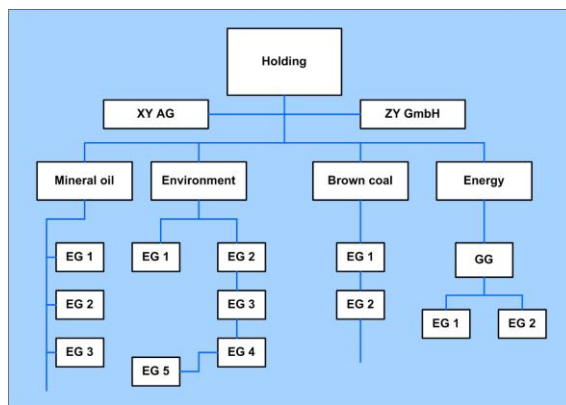 Holding
XY AG
ZY GmbH
Mineral oil
Environment
Brown coal
Energy
EG 1
EG 2
EG 3
EG 1
EG 2
EG 3
EG 4
EG 5
EG 1
EG 2
GG
EG 1
EG 2